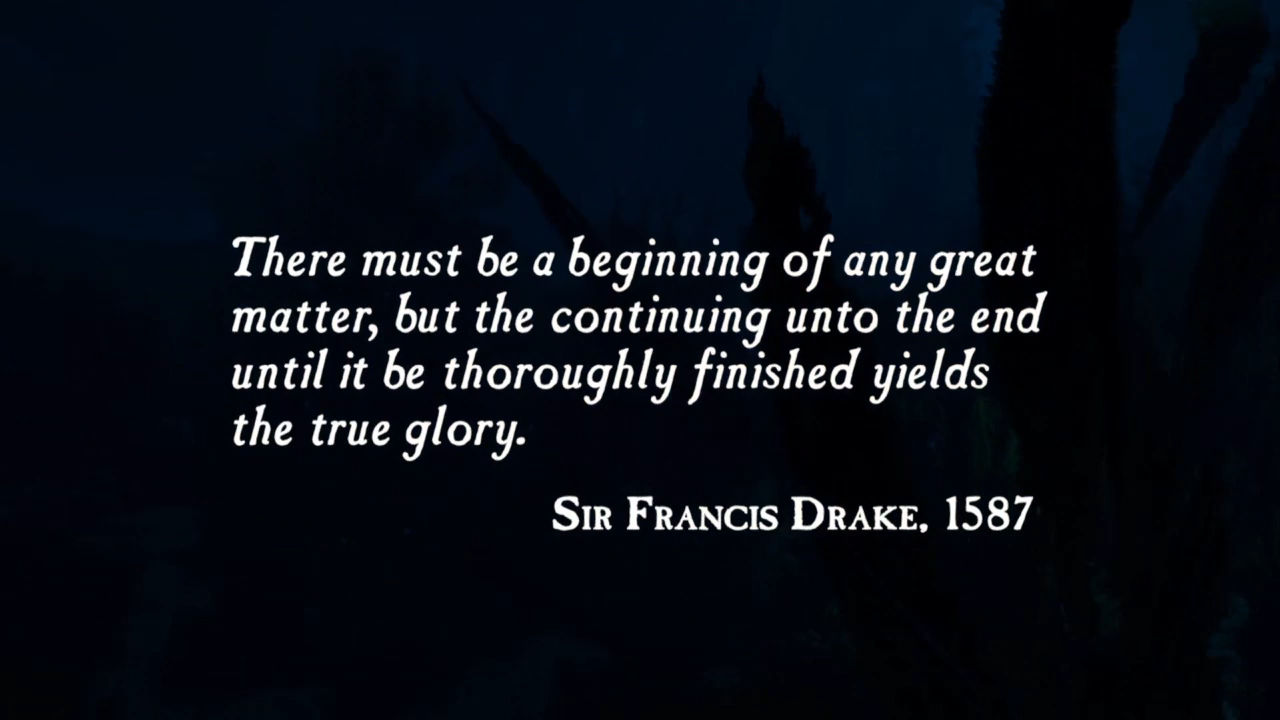 There must be a beginning of any great
matter, but the continuing unto the end
until it be thoroughly finished yields
the true glory.
Sir Francis Drake, 1587